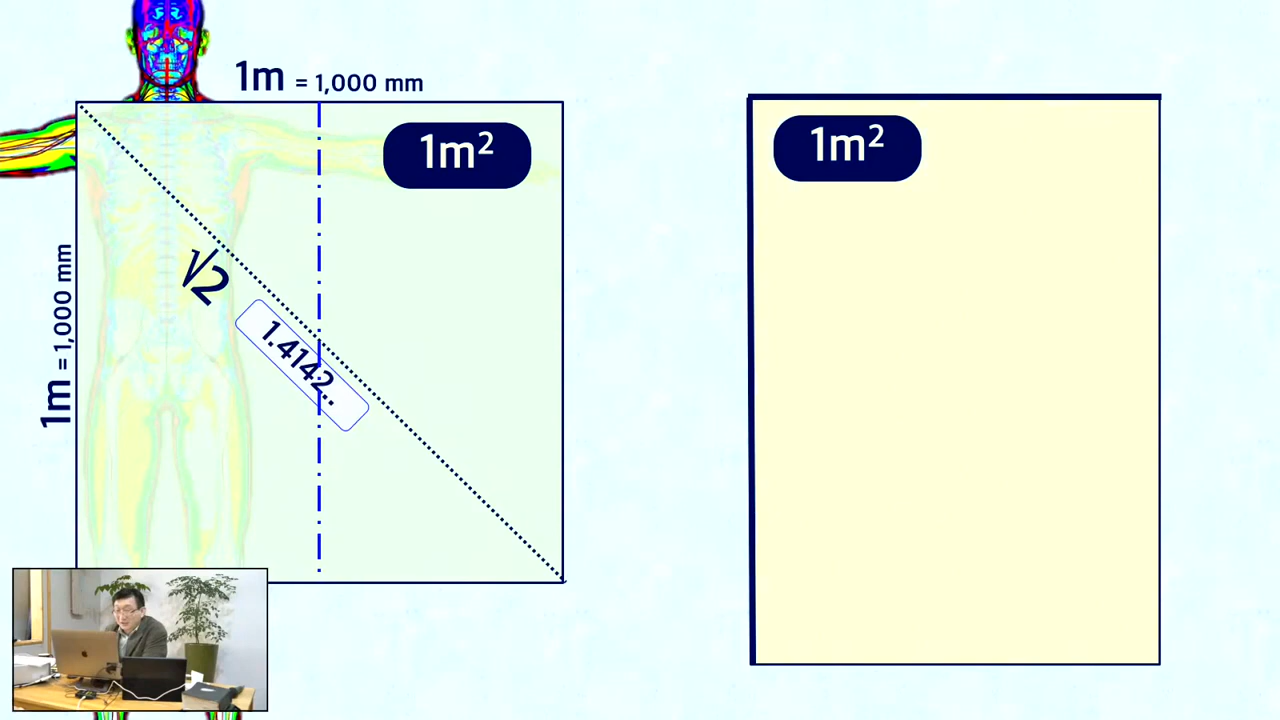 1m = 1,000 mm
1m²
1m = 1,000 mm
√2
1.4142..
1m²